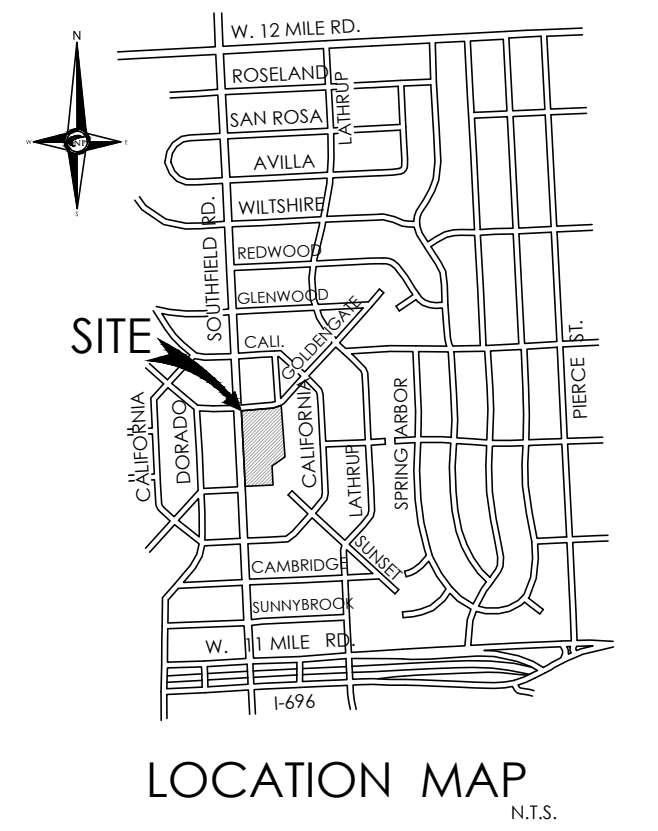 N
W. 12 MILE RD.
ROSELAND
LATHRUP
SAN ROSA
W
E
AVILLA
S
WILTSHIRE
SOUTHFIELD RD.
REDWOOD
GLENWOOD
GOLDENGATE
SITE
CALI.
PIERCE ST.
CALIFORNIA
DORADO
CALIFORNIA
SPRING ARBOR
LATHRUP
SUNSET
CAMBRIDGE
SUNNYBROOK
W. 11 MILE RD.
I-696
LOCATION MAP
N.T.S.